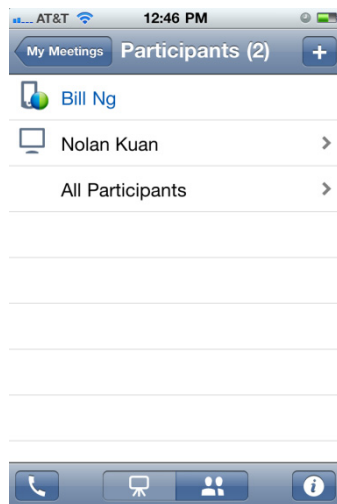 AT&T 12:46 PM
My Meetings Participants (2) +
Bill Ng
Nolan Kuan
All Participants